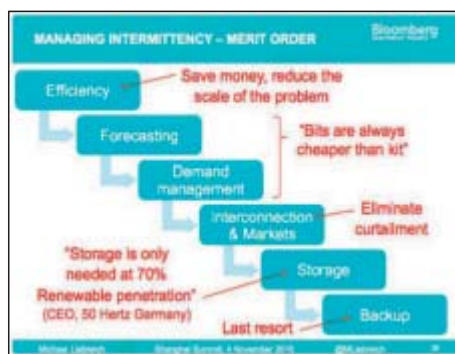 MANAGING INTERMITTENCY – MERIT ORDER
Bloomberg
Efficiency
Save money, reduce the
scale of the problem
Forecasting
"Bits are always
cheaper than kit"
Demand
management
Interconnection
& Markets
Eliminate
curtailment
"Storage is only
needed at 70%
Renewable penetration"
(CEO, 50 Hertz Germany)
Storage
Last resort
Backup
Michael Liebreich
Shanghai Summit, 4 November 2015
@MLiebreich